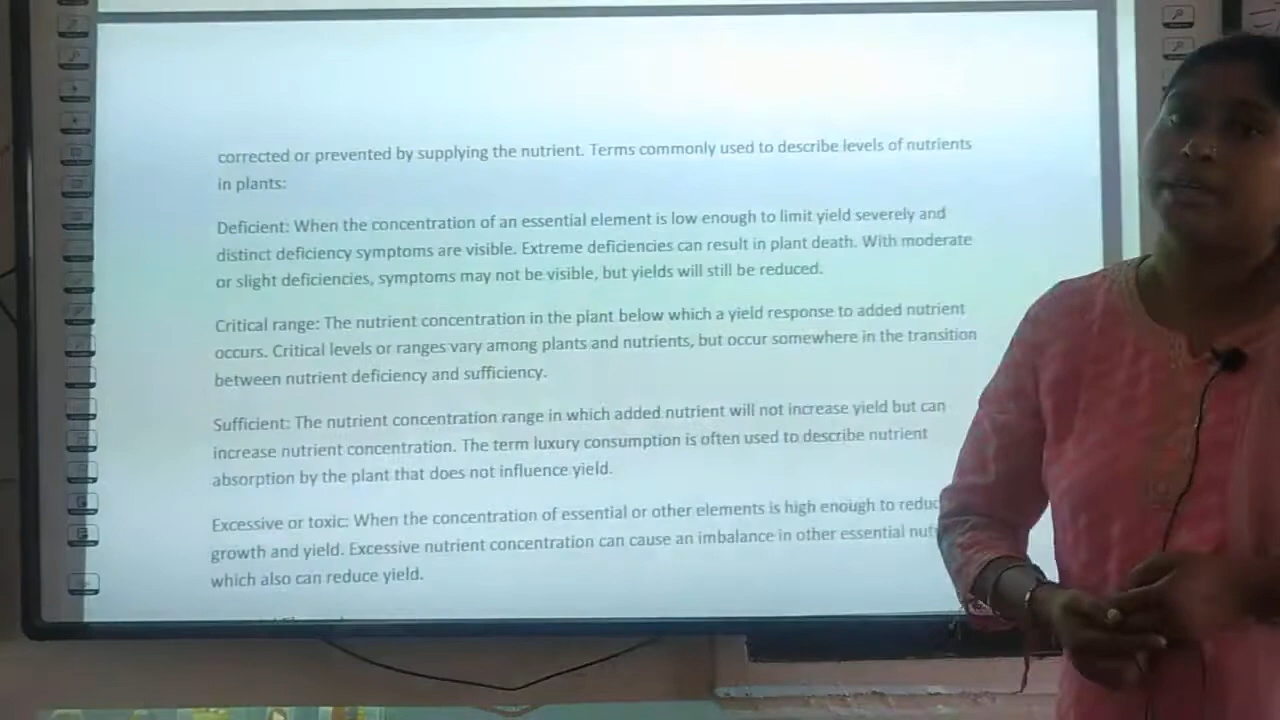 corrected or prevented by supplying the nutrient. Terms commonly used to describe levels of nutrients
in plants:
Deficient: When the concentration of an essential element is low enough to limit yield severely and
distinct deficiency symptoms are visible. Extreme deficiencies can result in plant death. With moderate
or slight deficiencies, symptoms may not be visible, but yields will still be reduced.
Critical range: The nutrient concentration in the plant below which a yield response to added nutrient
occurs. Critical levels or ranges vary among plants and nutrients, but occur somewhere in the transition
between nutrient deficiency and sufficiency.
Sufficient: The nutrient concentration range in which added nutrient will not increase yield but can
increase nutrient concentration. The term luxury consumption is often used to describe nutrient
absorption by the plant that does not influence yield.
Excessive or toxic: When the concentration of essential or other elements is high enough to reduc
growth and yield. Excessive nutrient concentration can cause an imbalance in other essential nut
which also can reduce yield.